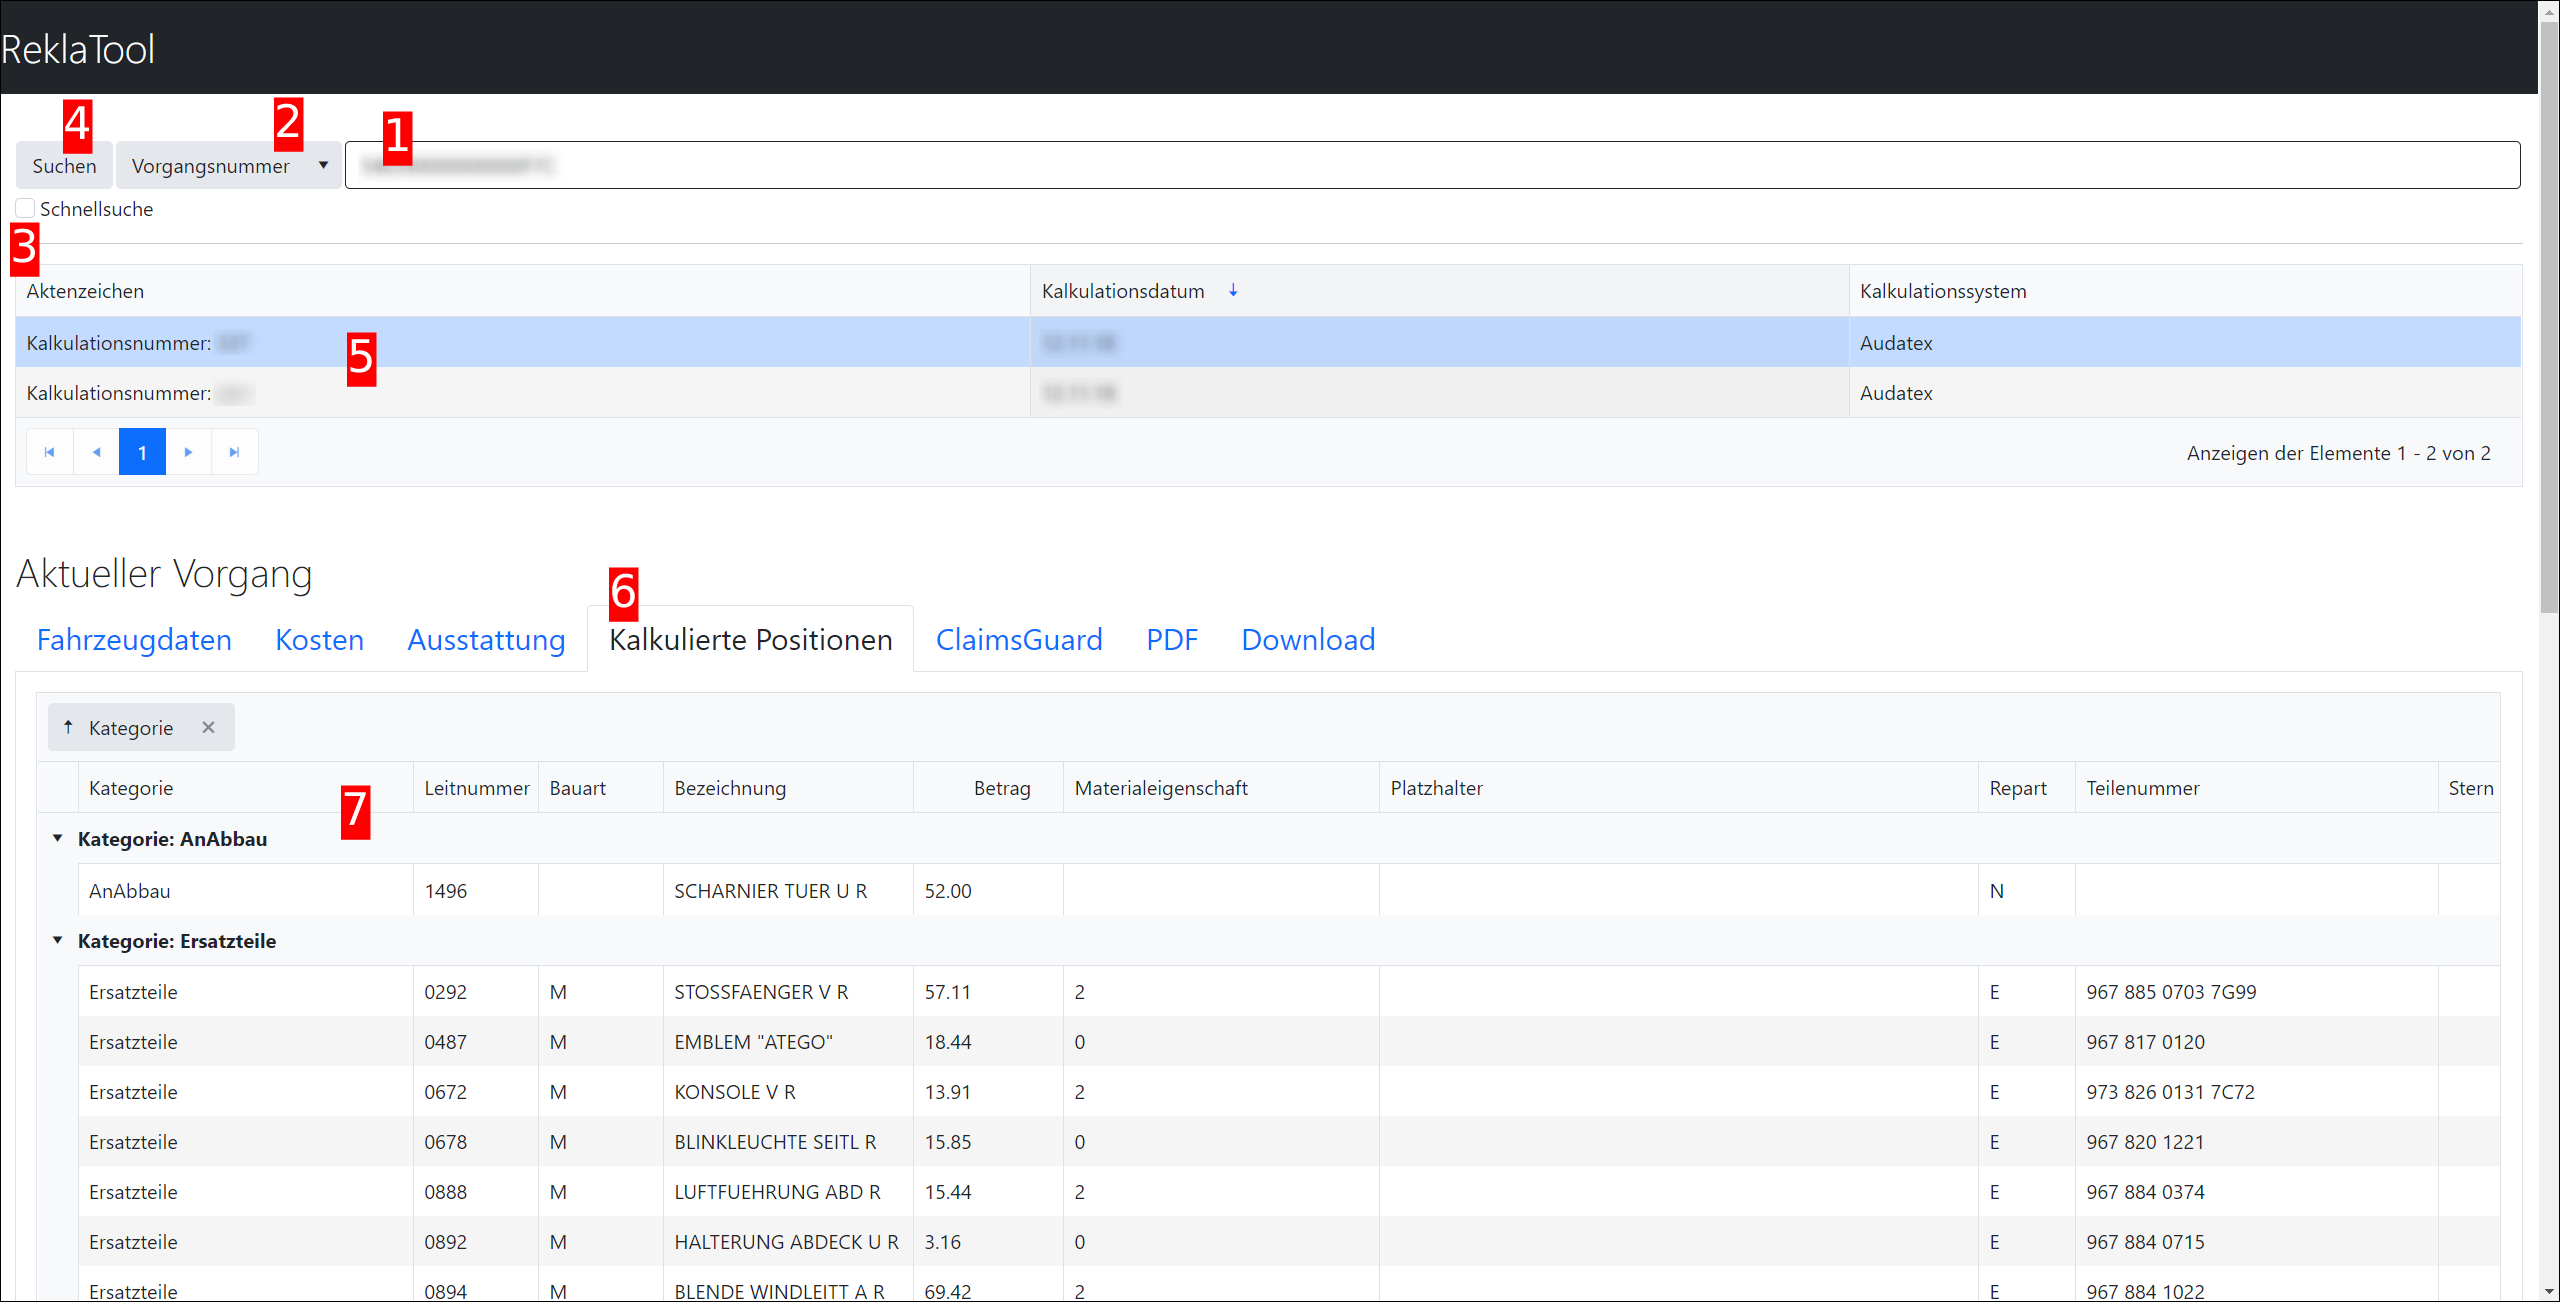 ReklaTool
4
2
1
Suchen
Vorgangsnummer
Schnellsuche
3
Aktenzeichen Kalkulationsdatum Kalkulationssystem
Kalkulationsnummer: Audatex
5
Kalkulationsnummer: Audatex
1 Anzeigen der Elemente 1 - 2 von 2
Aktueller Vorgang
6
Fahrzeugdaten Kosten Ausstattung Kalkulierte Positionen ClaimsGuard PDF Download
Kategorie
Kategorie Leitnummer Bauart Bezeichnung Betrag Materialeigenschaft Platzhalter Repart Teilenummer Stern
7
Kategorie: AnAbbau
AnAbbau 1496 SCHARNIER TUER U R 52.00 N
Kategorie: Ersatzteile
Ersatzteile 0292 M STOSSFAENGER V R 57.11 2 E 967 885 0703 7G99
Ersatzteile 0487 M EMBLEM "ATEGO" 18.44 0 E 967 817 0120
Ersatzteile 0672 M KONSOLE V R 13.91 2 E 973 826 0131 7C72
Ersatzteile 0678 M BLINKLEUCHTE SEITL R 15.85 0 E 967 820 1221
Ersatzteile 0888 M LUFTFUEHRUNG ABD R 15.44 2 E 967 884 0374
Ersatzteile 0892 M HALTERUNG ABDECK U R 3.16 0 E 967 884 0715
Ersatzteile 0894 M BLENDE WINDLEITT A R 69.42 2 E 967 884 1022